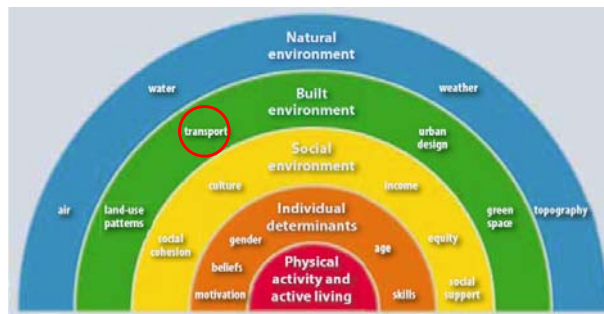 Natural
environment
water
weather
Built
environment
transport
urban
design
Social
environment
culture
income
air
land-use
patterns
Individual
determinants
green
space
topography
social
cohesion
gender
age
equity
beliefs
Physical
activity and
active living
motivation
skills
social
support